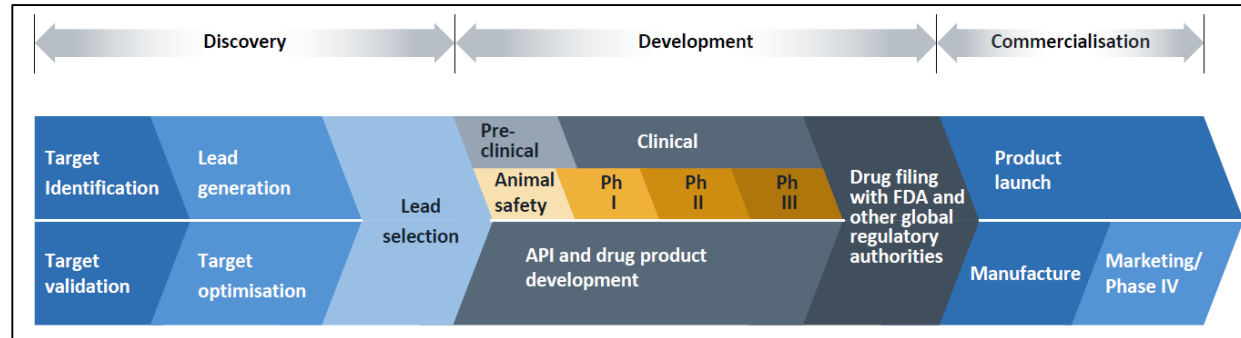 Discovery
Development
Commercialisation
Target
Identification
Lead
generation
Lead
selection
Pre-
clinical
Clinical
Animal
safety
Ph
I
Ph
II
Ph
III
Drug filing
with FDA and
other global
regulatory
authorities
Product
launch
Target
validation
Target
optimisation
API and drug product
development
Manufacture
Marketing/
Phase IV